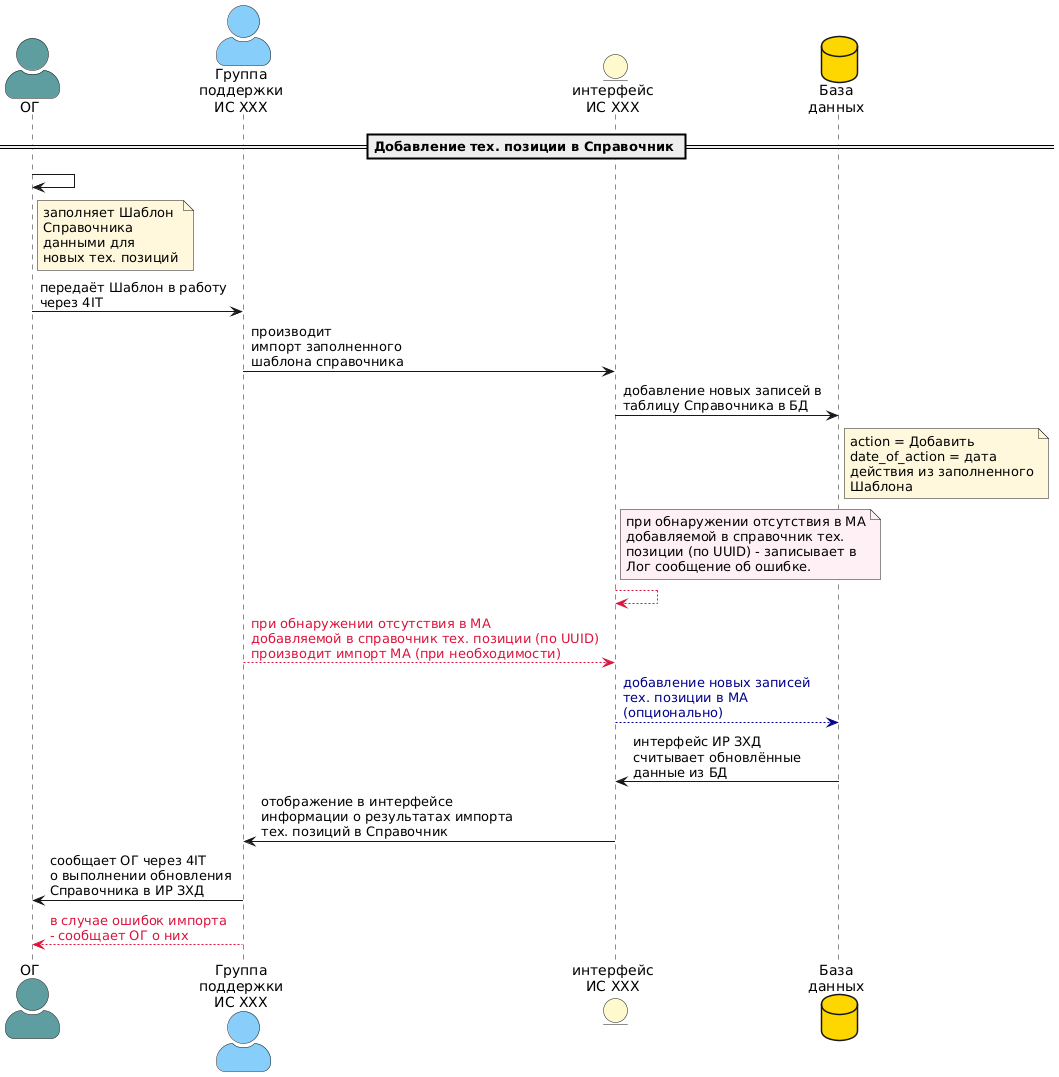 ОГ
Группа
поддержки
ИС XXX
интерфейс
ИС XXX
База
данных
Добавление тех. позиции в Справочник
заполняет Шаблон
Справочника
данными для
новых тех. позиций
передаёт Шаблон в работу
через 4IT
производит
импорт заполненного
шаблона справочника
добавление новых записей в
таблицу Справочника в БД
action = Добавить
date_of_action = дата
действия из заполненного
Шаблона
при обнаружении отсутствия в МА
добавляемой в справочник тех.
позиции (по UUID) - записывает в
Лог сообщение об ошибке.
при обнаружении отсутствия в МА
добавляемой в справочник тех. позиции (по UUID)
производит импорт МА (при необходимости)
добавление новых записей
тех. позиции в МА
(опционально)
интерфейс ИР ЗХД
считывает обновлённые
данные из БД
отображение в интерфейсе
информации о результатах импорта
тех. позиций в Справочник
сообщает ОГ через 4IT
о выполнении обновления
Справочника в ИР ЗХД
в случае ошибок импорта
- сообщает ОГ о них
ОГ
Группа
поддержки
ИС XXX
интерфейс
ИС XXX
База
данных